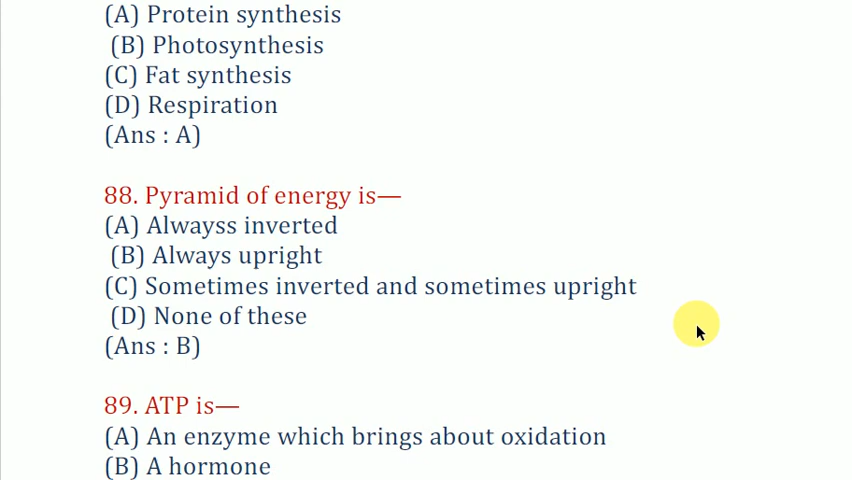 (A) Protein synthesis
(B) Photosynthesis
(C) Fat synthesis
(D) Respiration
(Ans : A)
88. Pyramid of energy is—
(A) Alwayss inverted
(B) Always upright
(C) Sometimes inverted and sometimes upright
(D) None of these
(Ans : B)
89. ATP is—
(A) An enzyme which brings about oxidation
(B) A hormone